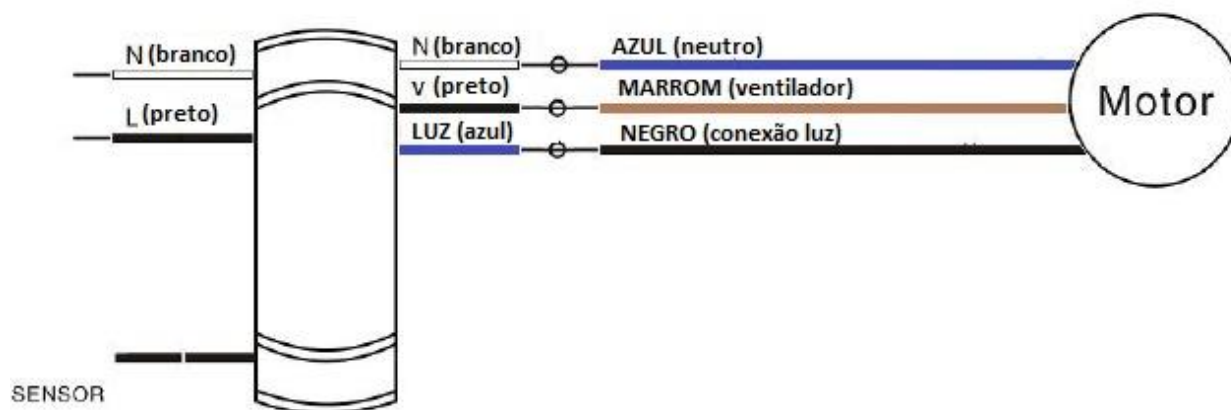 N (branco)
L (preto)
N (branco)
v (preto)
LUZ (azul)
AZUL (neutro)
MARROM (ventilador)
NEGRO (conexão luz)
Motor
SENSOR